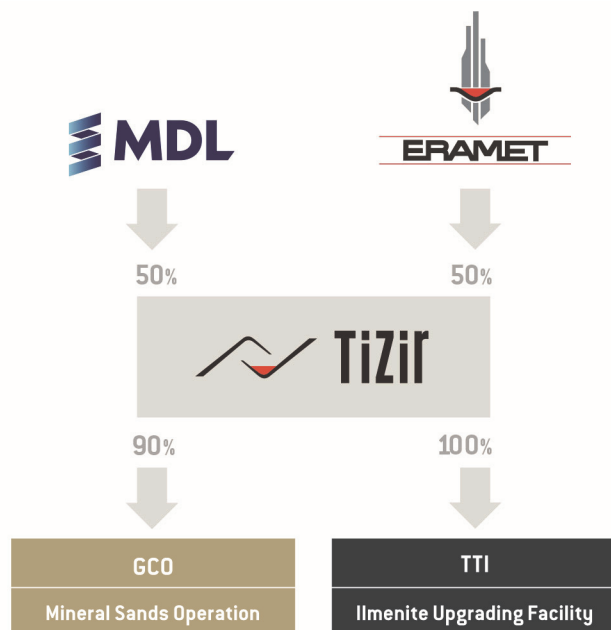 MDL
ERAMET
50%
50%
TiZir
90%
100%
GCO
TTI
Mineral Sands Operation
Ilmenite Upgrading Facility